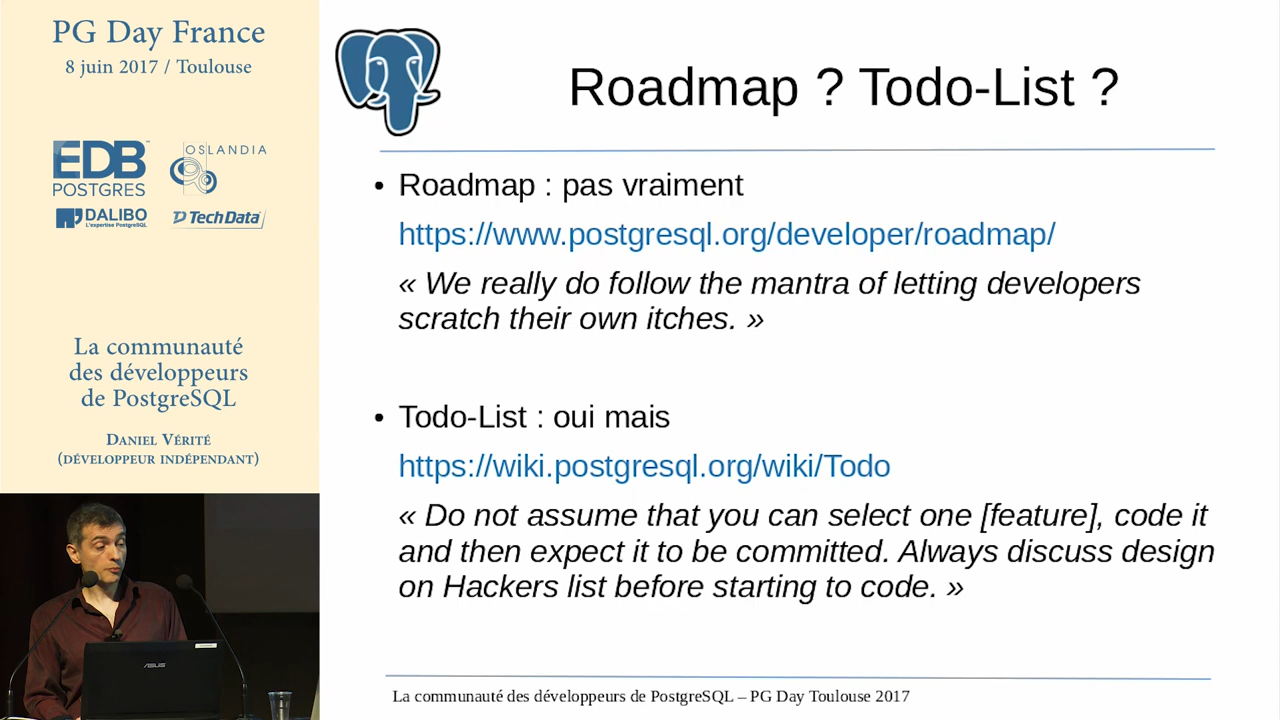 PG Day France
8 juin 2017 / Toulouse
EDB
POSTGRES
OSLANDIA
DALIBO
L'expertise PostgreSQL
TechData
La communauté
des développeurs
de PostgreSQL
Daniel Vérité
(développeur indépendant)
ASUS
Roadmap ? Todo-List ?
• Roadmap : pas vraiment
https://www.postgresql.org/developer/roadmap/
« We really do follow the mantra of letting developers
scratch their own itches. »
• Todo-List : oui mais
https://wiki.postgresql.org/wiki/Todo
« Do not assume that you can select one [feature], code it
and then expect it to be committed. Always discuss design
on Hackers list before starting to code. »
La communauté des développeurs de PostgreSQL – PG Day Toulouse 2017